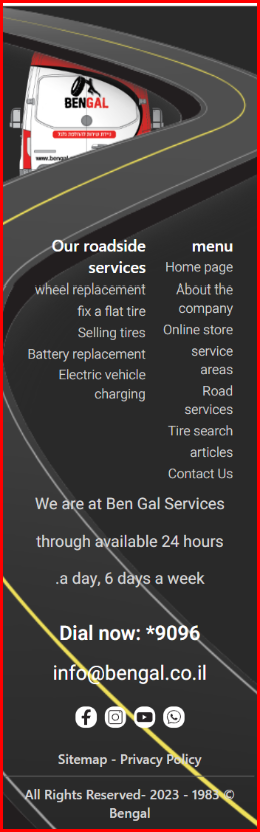 BENGAL
www.bengal
Our roadside
services
wheel replacement
fix a flat tire
Selling tires
Battery replacement
Electric vehicle
charging
menu
Home page
About the
company
Online store
service
areas
Road
services
Tire search
articles
Contact Us
We are at Ben Gal Services
through available 24 hours
.a day, 6 days a week
Dial now: *9096
info@bengal.co.il
Sitemap - Privacy Policy
All Rights Reserved- 2023 - 1983 ©
Bengal